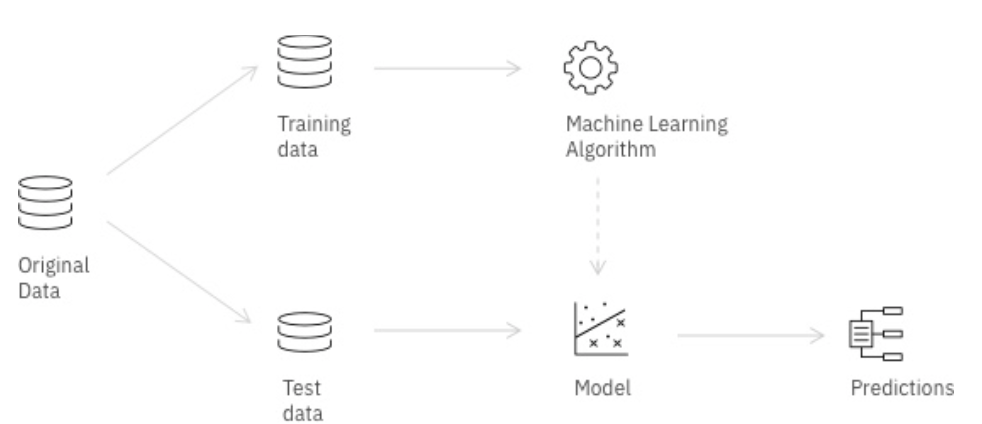 Training
data
Machine Learning
Algorithm
Original
Data
Test
data
Model
Predictions